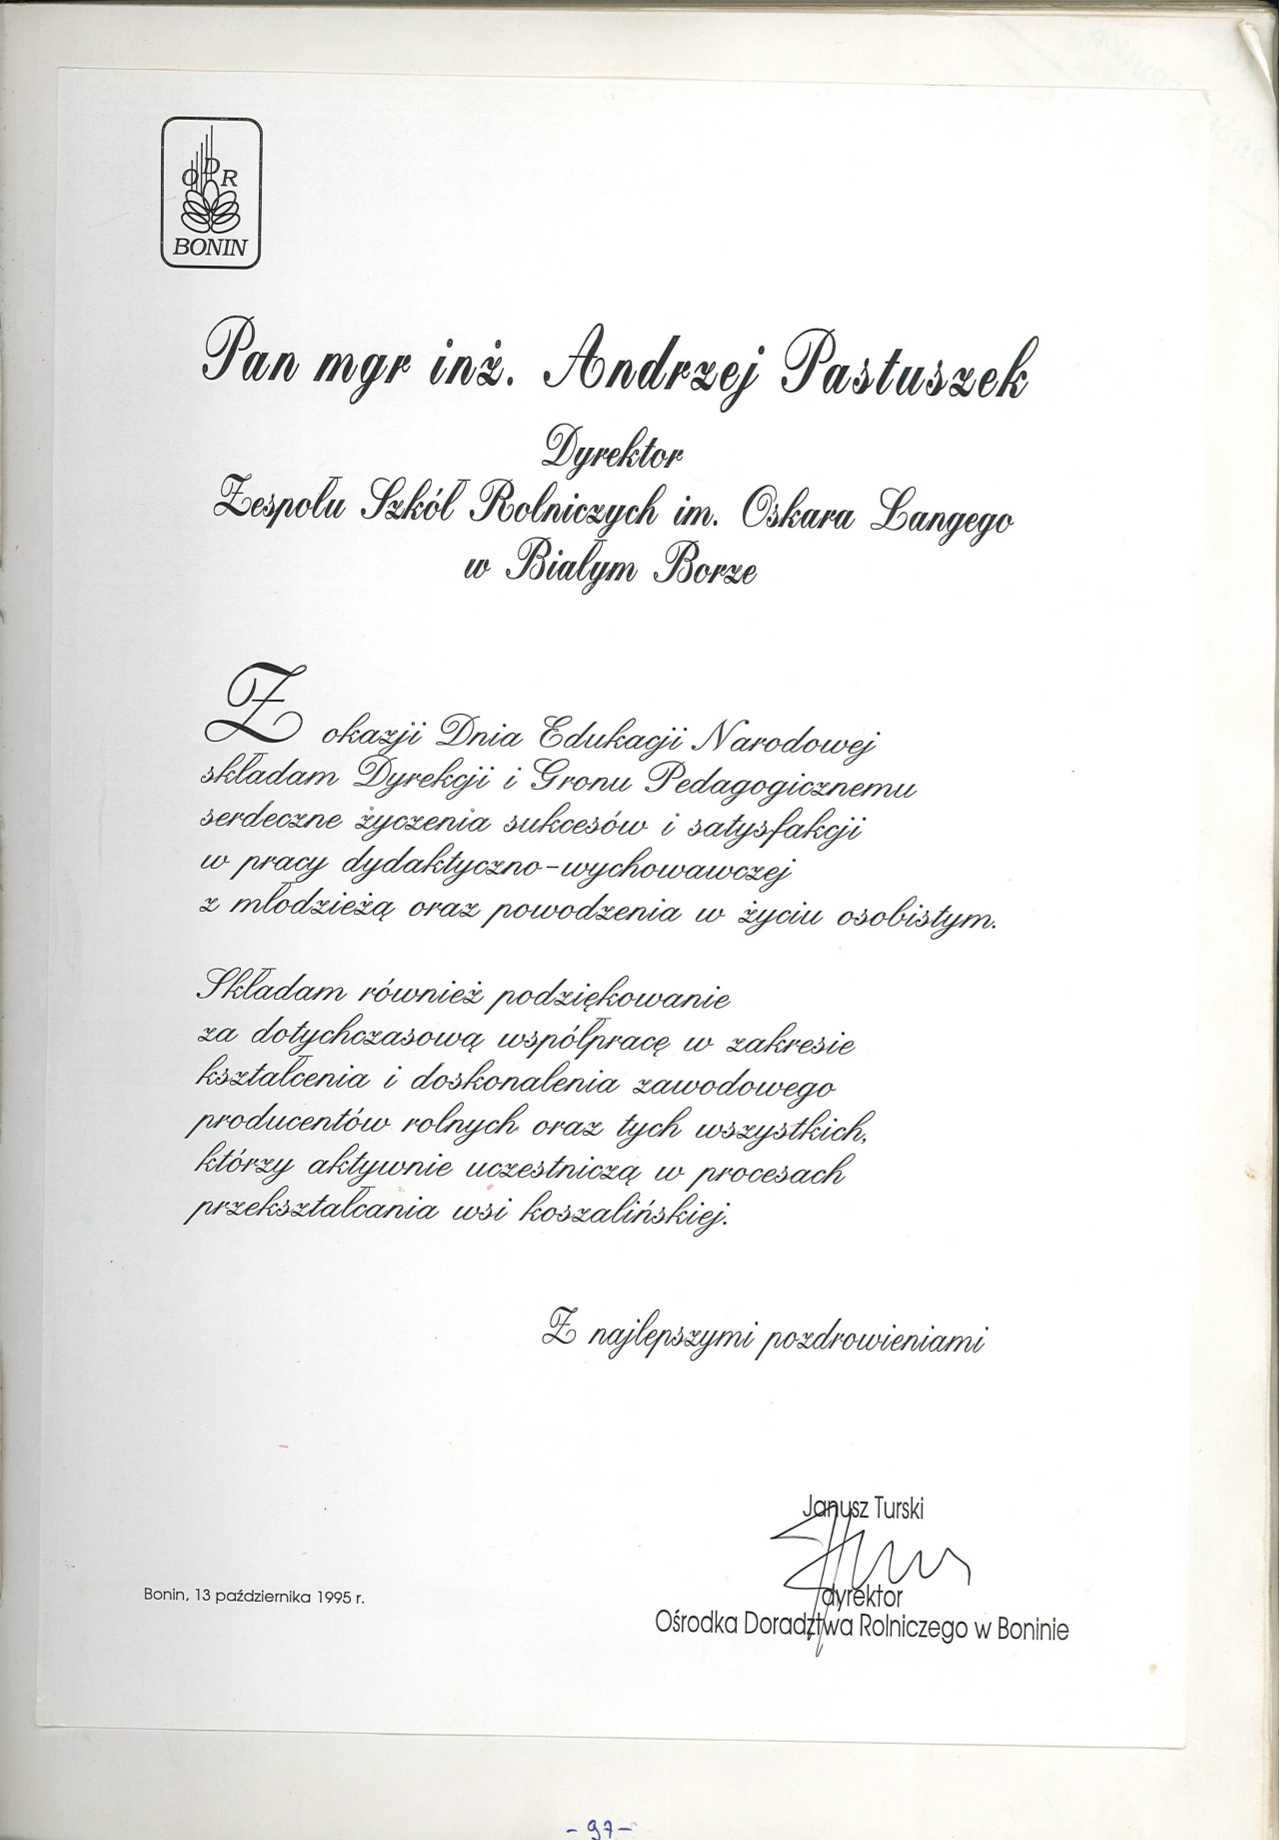 ODR
BONIN
Pan mgr inż. Andrzej Pastuszek
Dyrektor
Zespołu Szkół Rolniczych im. Oskara Langego
w Białym Borze
Z okazji Dnia Edukacji Narodowej
składam Dyrekcji i Gronu Pedagogicznemu
serdeczne życzenia sukcesów i satysfakcji
w pracy dydaktyczno-wychowawczej
z młodzieżą oraz powodzenia w życiu osobistym.
Składam również podziękowanie
za dotychczasową współpracę w zakresie
kształcenia i doskonalenia zawodowego
producentów rolnych oraz tych wszystkich,
którzy aktywnie uczestniczą w procesach
przekształcania wsi koszalińskiej.
Z najlepszymi pozdrowieniami
Janusz Turski
dyrektor
Ośrodka Doradztwa Rolniczego w Boninie
Bonin, 13 października 1995 r.
- 97 -